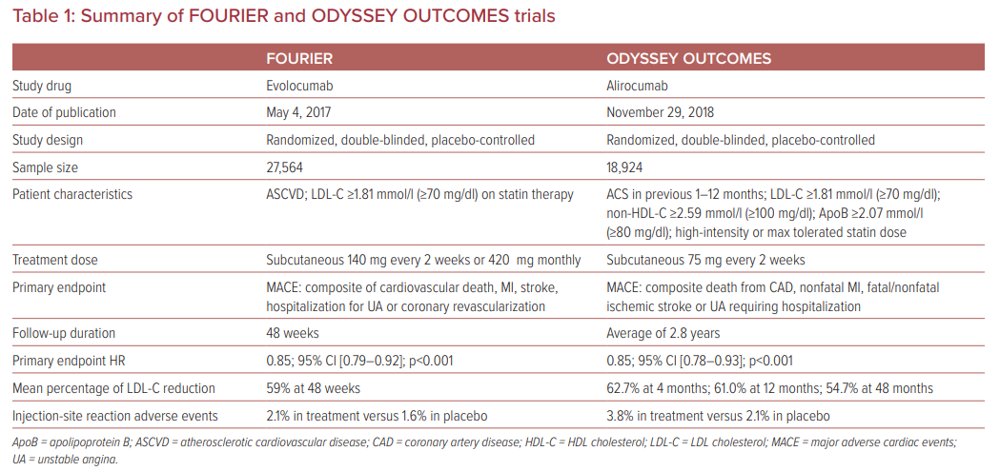 Table 1: Summary of FOURIER and ODYSSEY OUTCOMES trials
FOURIER ODYSSEY OUTCOMES
Study drug Evolocumab Alirocumab
Date of publication May 4, 2017 November 29, 2018
Study design Randomized, double-blinded, placebo-controlled Randomized, double-blinded, placebo-controlled
Sample size 27,564 18,924
Patient characteristics ASCVD; LDL-C ≥1.81 mmol/l (≥70 mg/dl) on statin therapy ACS in previous 1–12 months; LDL-C ≥1.81 mmol/l (≥70 mg/dl);
non-HDL-C ≥2.59 mmol/l (≥100 mg/dl); ApoB ≥2.07 mmol/l
(≥80 mg/dl); high-intensity or max tolerated statin dose
Treatment dose Subcutaneous 140 mg every 2 weeks or 420 mg monthly Subcutaneous 75 mg every 2 weeks
Primary endpoint MACE: composite of cardiovascular death, MI, stroke, MACE: composite death from CAD, nonfatal MI, fatal/nonfatal
hospitalization for UA or coronary revascularization ischemic stroke or UA requiring hospitalization
Follow-up duration 48 weeks Average of 2.8 years
Primary endpoint HR 0.85; 95% CI [0.79–0.92]; p<0.001 0.85; 95% CI [0.78–0.93]; p<0.001
Mean percentage of LDL-C reduction 59% at 48 weeks 62.7% at 4 months; 61.0% at 12 months; 54.7% at 48 months
Injection-site reaction adverse events 2.1% in treatment versus 1.6% in placebo 3.8% in treatment versus 2.1% in placebo
ApoB = apolipoprotein B; ASCVD = atherosclerotic cardiovascular disease; CAD = coronary artery disease; HDL-C = HDL cholesterol; LDL-C = LDL cholesterol; MACE = major adverse cardiac events;
UA = unstable angina.